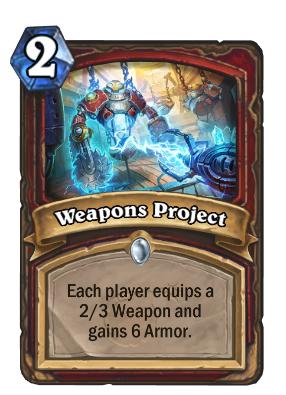 2
Weapons Project
Each player equips a
2/3 Weapon and
gains 6 Armor.